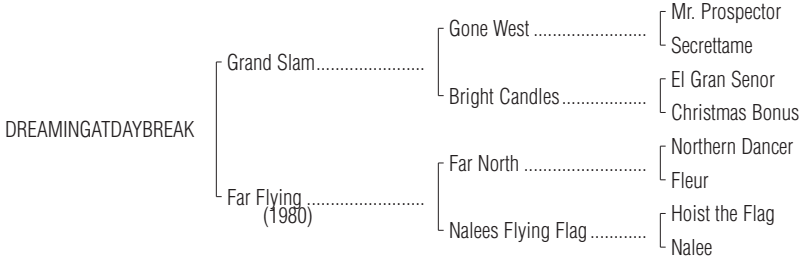 Mr. Prospector
Gone West ........................
Secrettame
Grand Slam.......................
El Gran Senor
Bright Candles..................
Christmas Bonus
DREAMINGATDAYBREAK
Northern Dancer
Far North ..........................
Fleur
Far Flying .........................
(1980)
Hoist the Flag
Nalees Flying Flag ............
Nalee